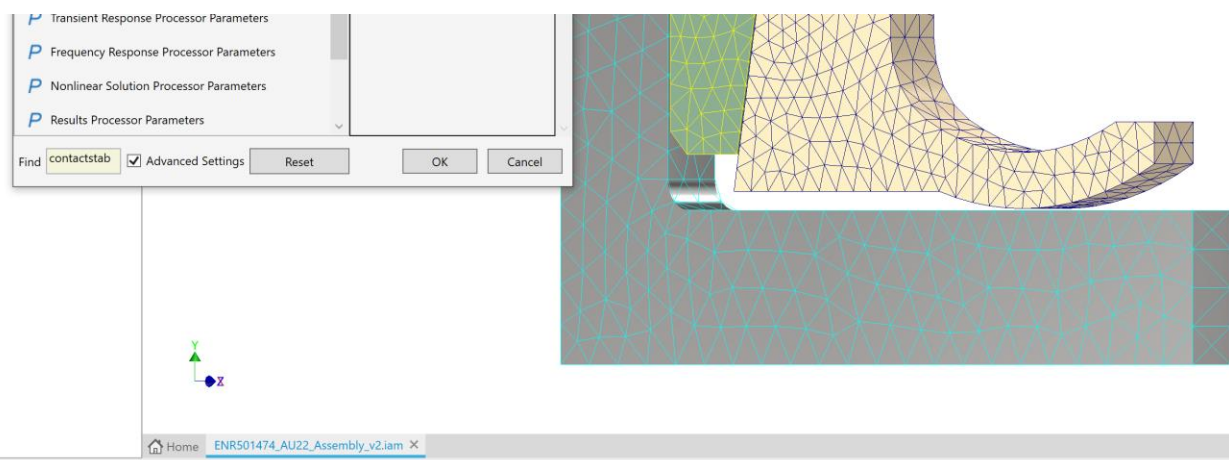 Transient Response Processor Parameters
Frequency Response Processor Parameters
Nonlinear Solution Processor Parameters
Results Processor Parameters
Find contactstab Advanced Settings Reset OK Cancel
Y
X
Home ENR501474_AU22_Assembly_v2.iam